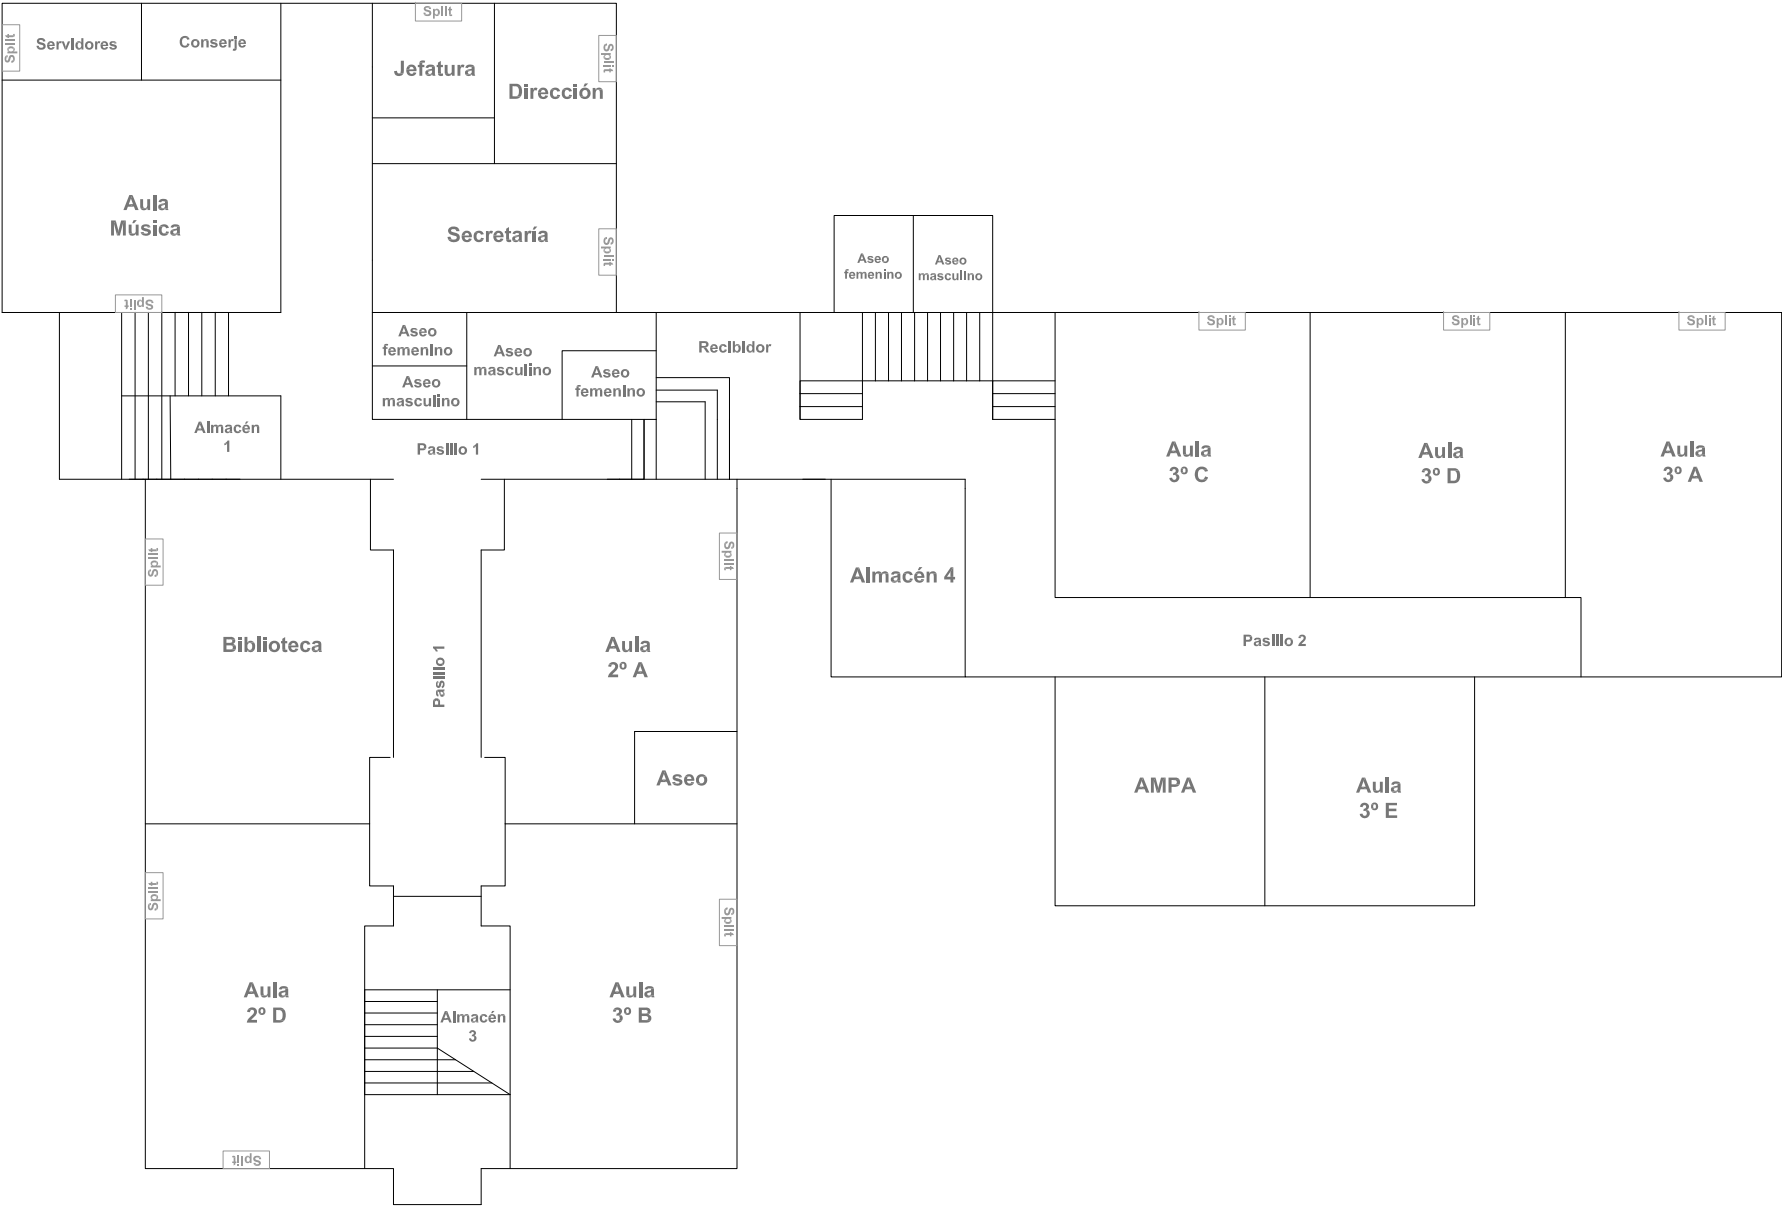 Split
Servidores
Conserje
Split
Jefatura
Dirección
Split
Aula
Música
Split
Secretaría
Split
Aseo
femenino
Aseo
masculino
Aseo
femenino
Aseo
masculino
Aseo
masculino
Aseo
femenino
Recibidor
Split
Split
Split
Almacén
1
Pasillo 1
Aula
3º C
Aula
3º D
Aula
3º A
Split
Biblioteca
Pasillo 1
Aula
2º A
Split
Almacén 4
Pasillo 2
Aseo
AMPA
Aula
3º E
Split
Aula
2º D
Split
Almacén
3
Aula
3º B
Split